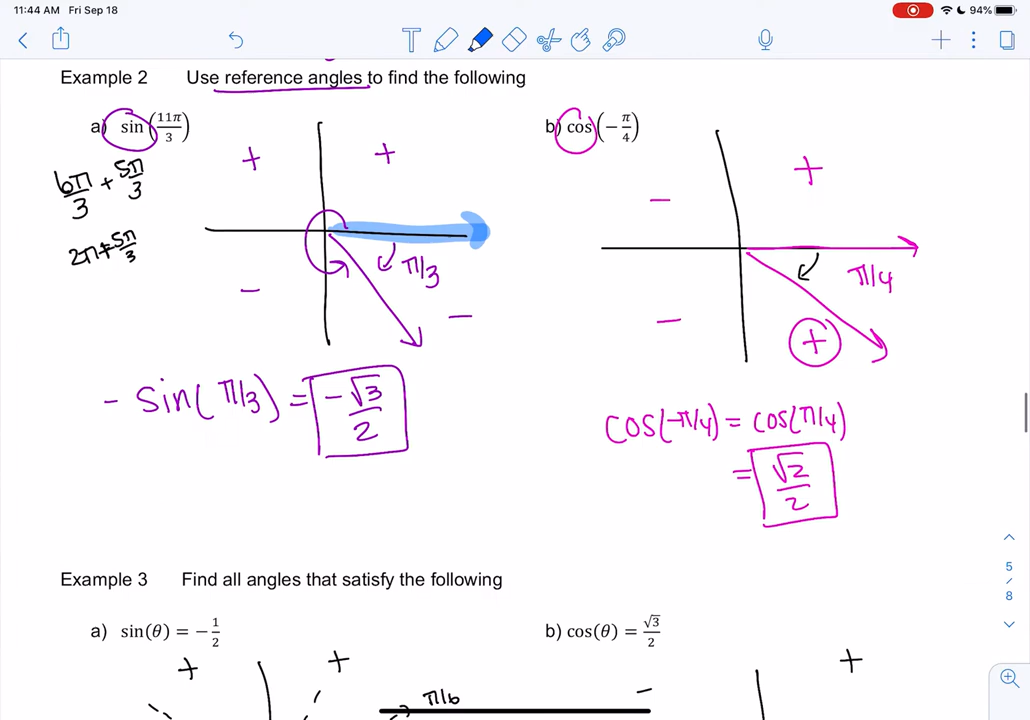 11:44 AM Fri Sep 18
94%
Example 2 Use reference angles to find the following
a) sin(11π/3)
b) cos(−π/4)
6π/3 + 5π/3
2π + 5π/3
+ +
- -
π/3
- sin(π/3) = -√3/2
- +
- +
π/4
cos(-π/4) = cos(π/4)
= √2/2
5
/
8
Example 3 Find all angles that satisfy the following
a) sin(θ) = −1/2
b) cos(θ) = √3/2
+ +
π/6
- +